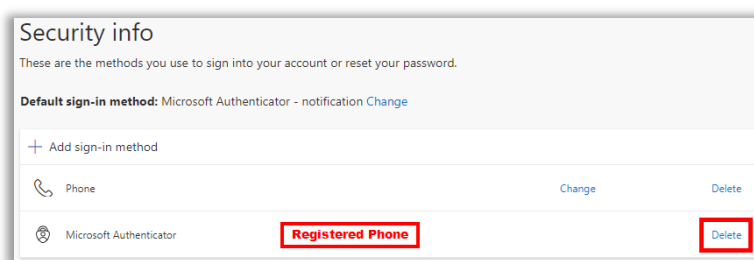 Security info
These are the methods you use to sign into your account or reset your password.
Default sign-in method: Microsoft Authenticator - notification Change
+ Add sign-in method
Phone Change Delete
Microsoft Authenticator Registered Phone Delete